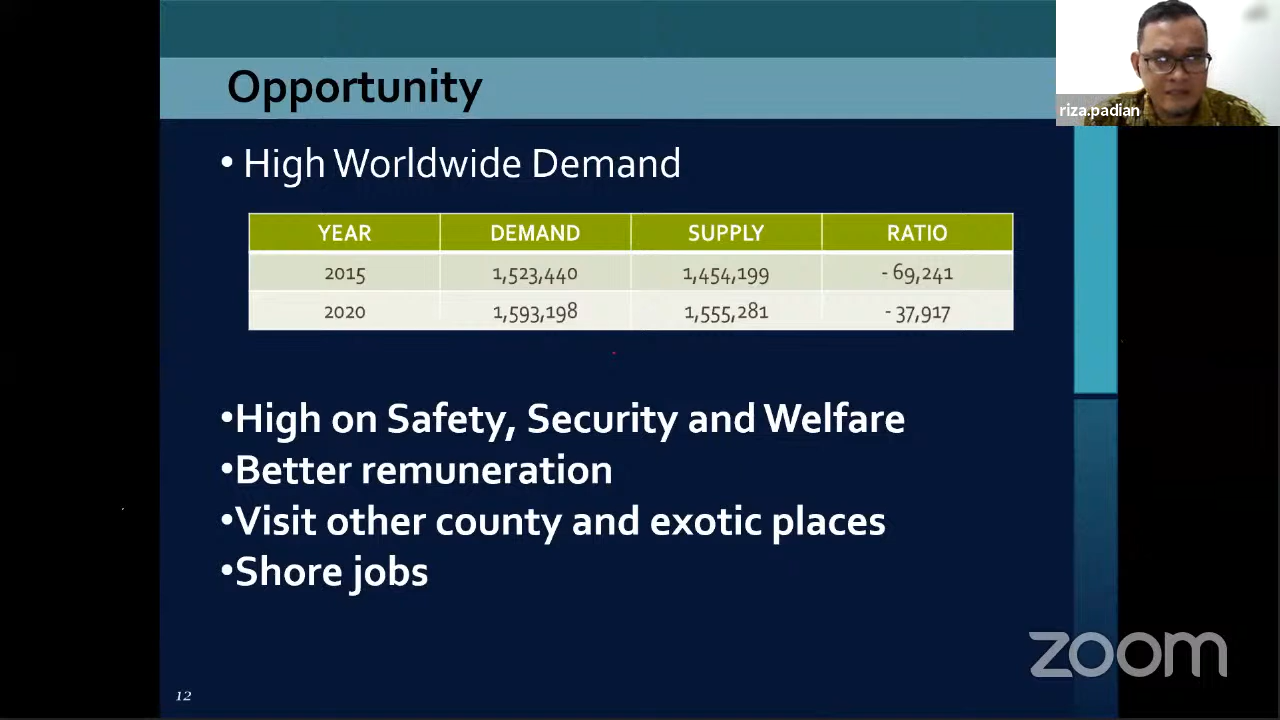 Opportunity
riza.padian
• High Worldwide Demand
YEAR DEMAND SUPPLY RATIO
2015 1,523,440 1,454,199 - 69,241
2020 1,593,198 1,555,281 - 37,917
•High on Safety, Security and Welfare
•Better remuneration
•Visit other county and exotic places
•Shore jobs
zoom
12